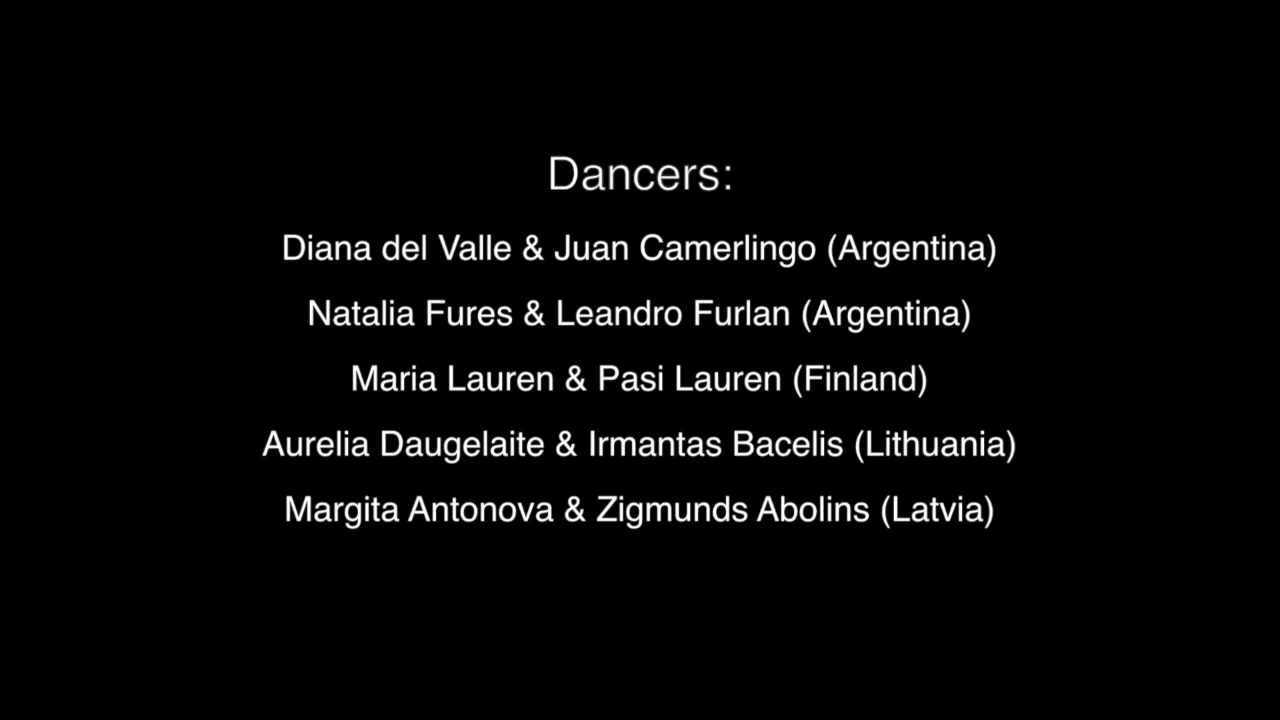 Dancers:
Diana del Valle & Juan Camerlingo (Argentina)
Natalia Fures & Leandro Furlan (Argentina)
Maria Lauren & Pasi Lauren (Finland)
Aurelia Daugelaite & Irmantas Bacelis (Lithuania)
Margita Antonova & Zigmunds Abolins (Latvia)